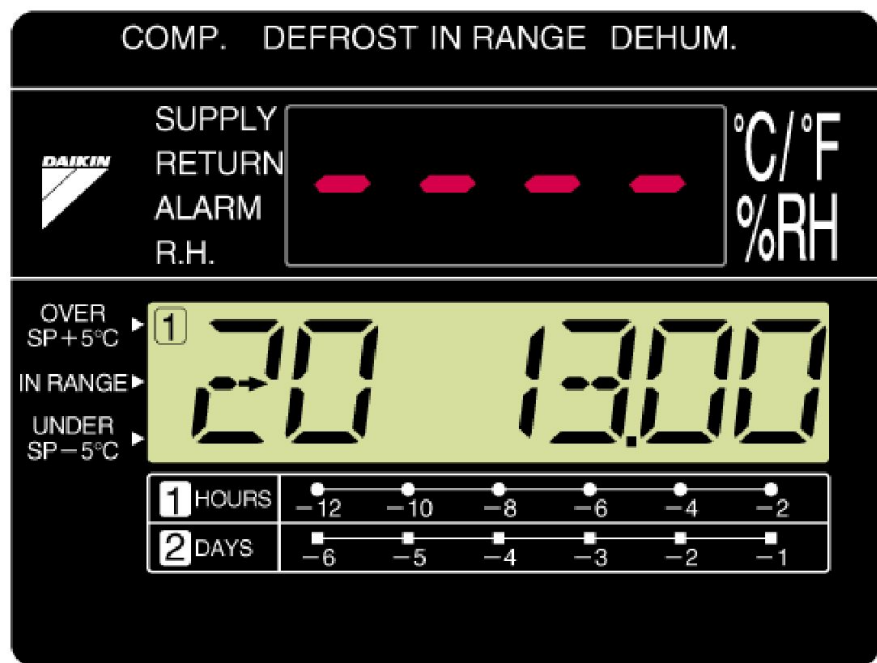 COMP. DEFROST IN RANGE DEHUM.
DAIKIN
SUPPLY
RETURN
ALARM
R.H.
- - - -
°C/°F
%RH
OVER
SP+5°C
IN RANGE
UNDER
SP−5°C
1 20 13.00
1 HOURS −12 −10 −8 −6 −4 −2
2 DAYS −6 −5 −4 −3 −2 −1